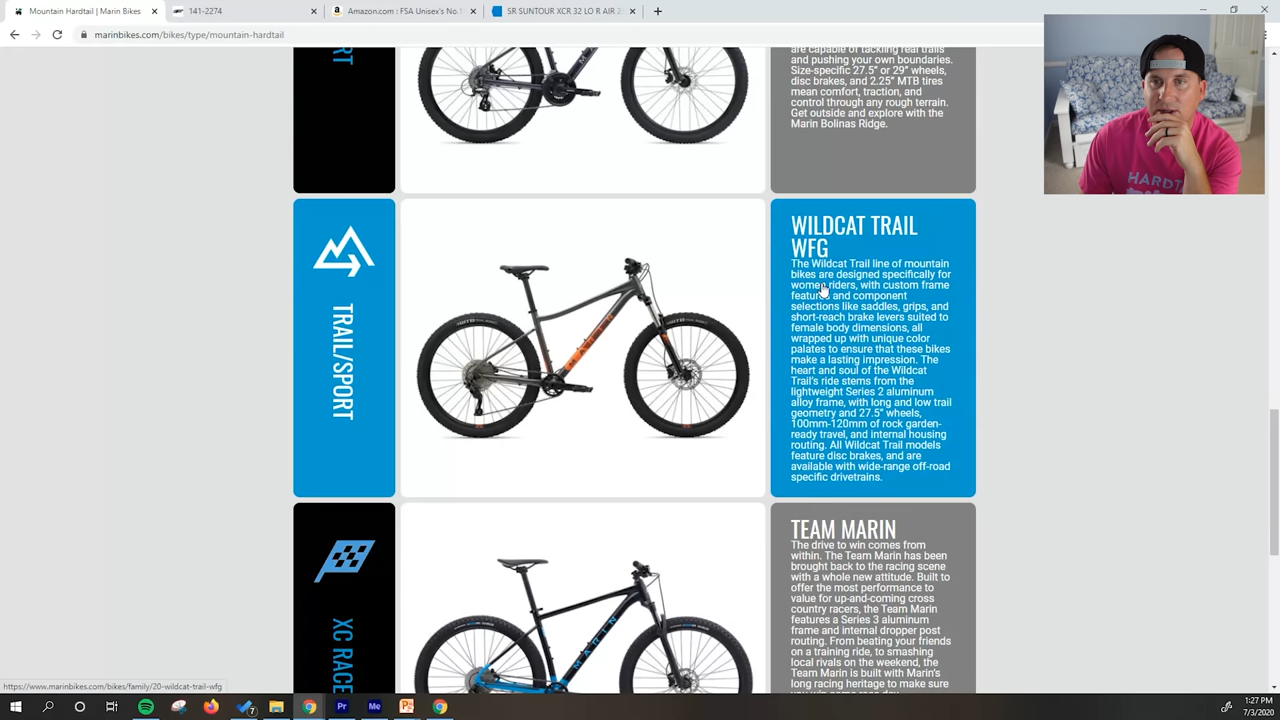 Mountain Hardtail | Marin Bikes
141-2274
Amazon.com : FSA Unisex's No.1
SR SUNTOUR XCR 32 LO R AIR 2
marinbikes.com/bikes/type/mountain-hardtail
are capable of tackling real trails
and pushing your own boundaries.
Size-specific 27.5" or 29" wheels,
disc brakes, and 2.25" MTB tires
mean comfort, traction, and
control through any rough terrain.
Get outside and explore with the
Marin Bolinas Ridge.
TRAIL/SPORT
MARIN
WILDCAT TRAIL
WFG
The Wildcat Trail line of mountain
bikes are designed specifically for
women riders, with custom frame
features and component
selections like saddles, grips, and
short-reach brake levers suited to
female body dimensions, all
wrapped up with unique color
palates to ensure that these bikes
make a lasting impression. The
heart and soul of the Wildcat
Trail's ride stems from the
lightweight Series 2 aluminum
alloy frame, with long and low trail
geometry and 27.5" wheels,
100mm-120mm of rock garden-
ready travel, and internal housing
routing. All Wildcat Trail models
feature disc brakes, and are
available with wide-range off-road
specific drivetrains.
XC RACE
MARIN
TEAM MARIN
The drive to win comes from
within. The Team Marin has been
brought back to the racing scene
with a whole new attitude. Built to
offer the most performance to
value for up-and-coming cross
country racers, the Team Marin
features a Series 3 aluminum
frame and internal dropper post
routing. From beating your friends
on a training ride, to smashing
local rivals on the weekend, the
Team Marin is built with Marin's
long racing heritage to make sure
HARDT
https://www.marinbikes.com/bikes/family/20-wildcat-trail-wfg
1:27 PM
7/3/2020